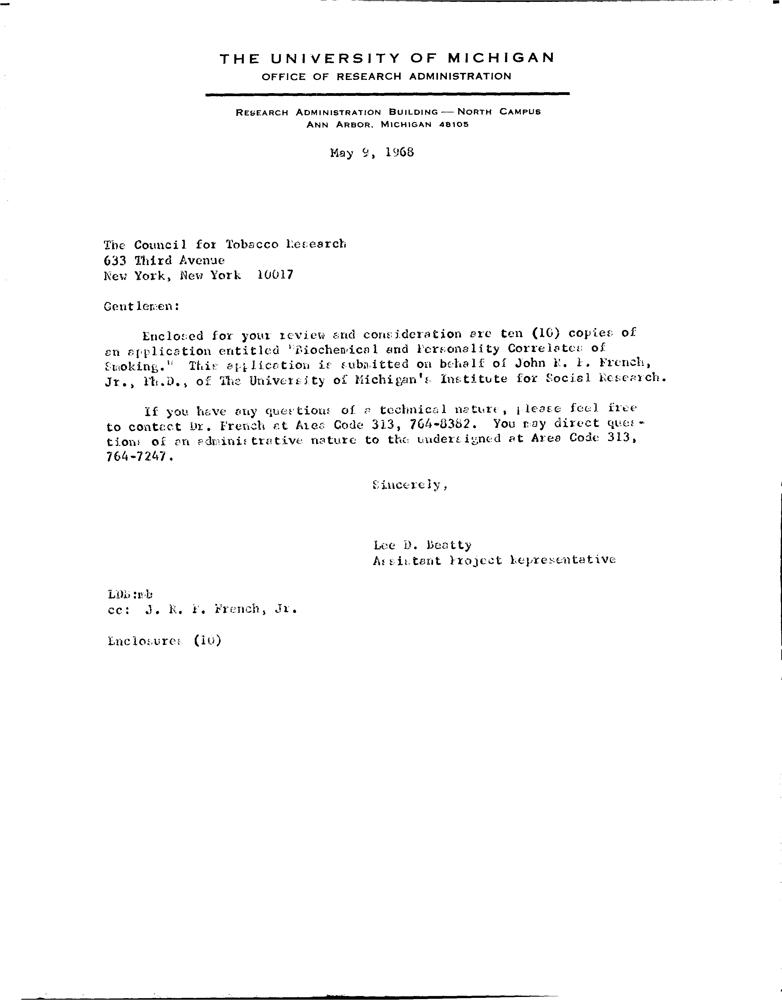 THE UNIVERSITY OF MICHIGAN
OFFICE OF RESEARCH ADMINISTRATION
RESEARCH ADMINISTRATION BUILDING — NORTH CAMPUS
ANN ARBOR, MICHIGAN 48105
May 9, 1968
The Council for Tobacco Research
633 Third Avenue
New York, New York 10017
Gentlemen:
Enclosed for your review and consideration are ten (10) copies of
an application entitled "Biochemical and Personality Correlates of
Smoking." This application is submitted on behalf of John R. P. French,
Jr., Ph.D., of The University of Michigan's Institute for Social Research.
If you have any questions of a technical nature, please feel free
to contact Dr. French at Area Code 313, 764-8382. You may direct ques-
tions of an administrative nature to the undersigned at Area Code 313,
764-7247.
Sincerely,
Lee D. Beatty
Assistant Project Representative
LDB:mb
cc: J. R. P. French, Jr.
Enclosures (10)